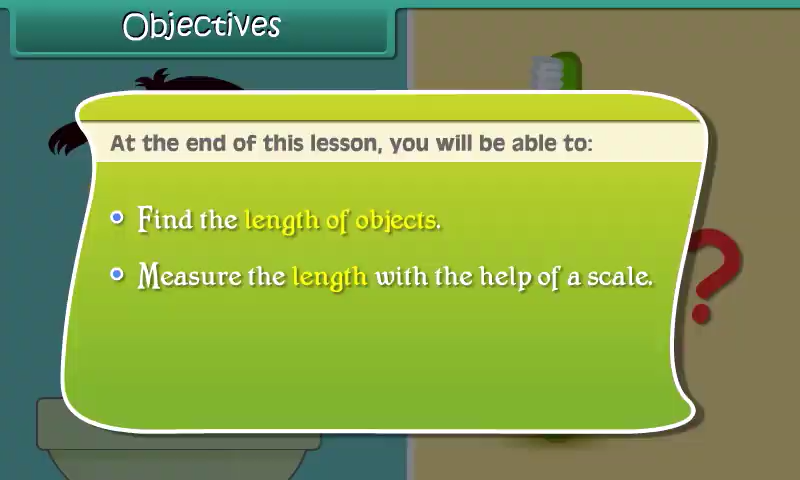 Objectives
At the end of this lesson, you will be able to:
Find the length of objects.
Measure the length with the help of a scale.
?